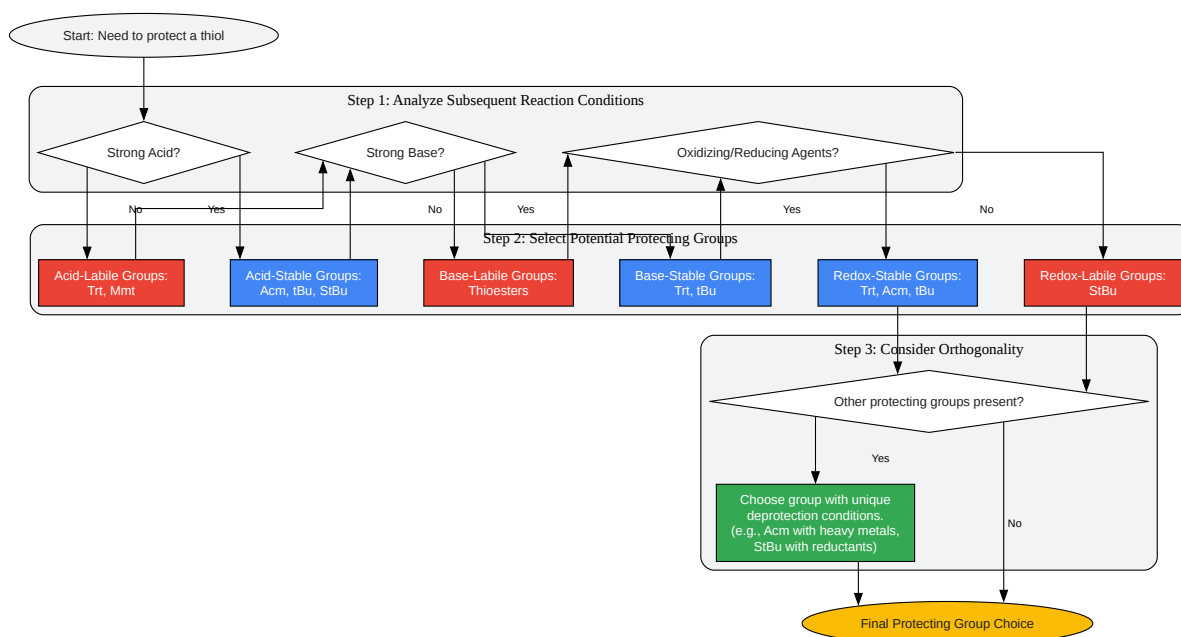 Start: Need to protect a thiol
Step 1: Analyze Subsequent Reaction Conditions
Strong Acid?
Strong Base?
Oxidizing/Reducing Agents?
No
Yes
No
Yes
Yes
No
Step 2: Select Potential Protecting Groups
Acid-Labile Groups:
Trt, Mmt
Acid-Stable Groups:
Acm, tBu, StBu
Base-Labile Groups:
Thioesters
Base-Stable Groups:
Trt, tBu
Redox-Stable Groups:
Trt, Acm, tBu
Redox-Labile Groups:
StBu
Step 3: Consider Orthogonality
Other protecting groups present?
Yes
Choose group with unique
deprotection conditions.
(e.g., Acm with heavy metals,
StBu with reductants)
No
Final Protecting Group Choice